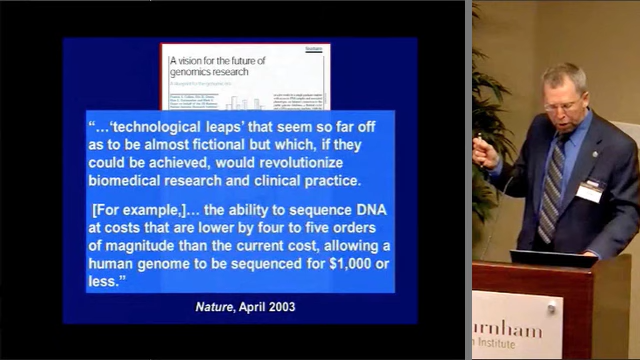 A vision for the future of
genomics research
“…‘technological leaps’ that seem so far off
as to be almost fictional but which, if they
could be achieved, would revolutionize
biomedical research and clinical practice.
[For example,]… the ability to sequence DNA
at costs that are lower by four to five orders
of magnitude than the current cost, allowing a
human genome to be sequenced for $1,000 or
less.”
Nature, April 2003
urnham
Institute